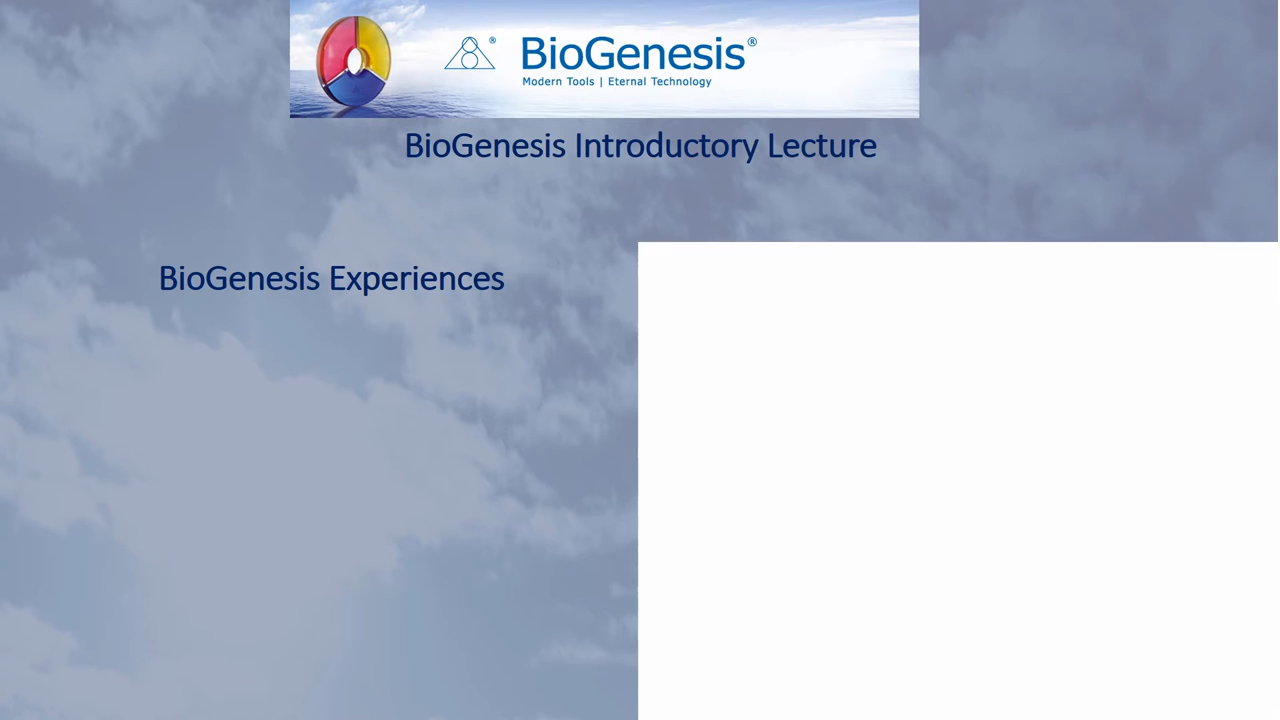 BioGenesis®
®
Modern Tools | Eternal Technology
BioGenesis Introductory Lecture
BioGenesis Experiences